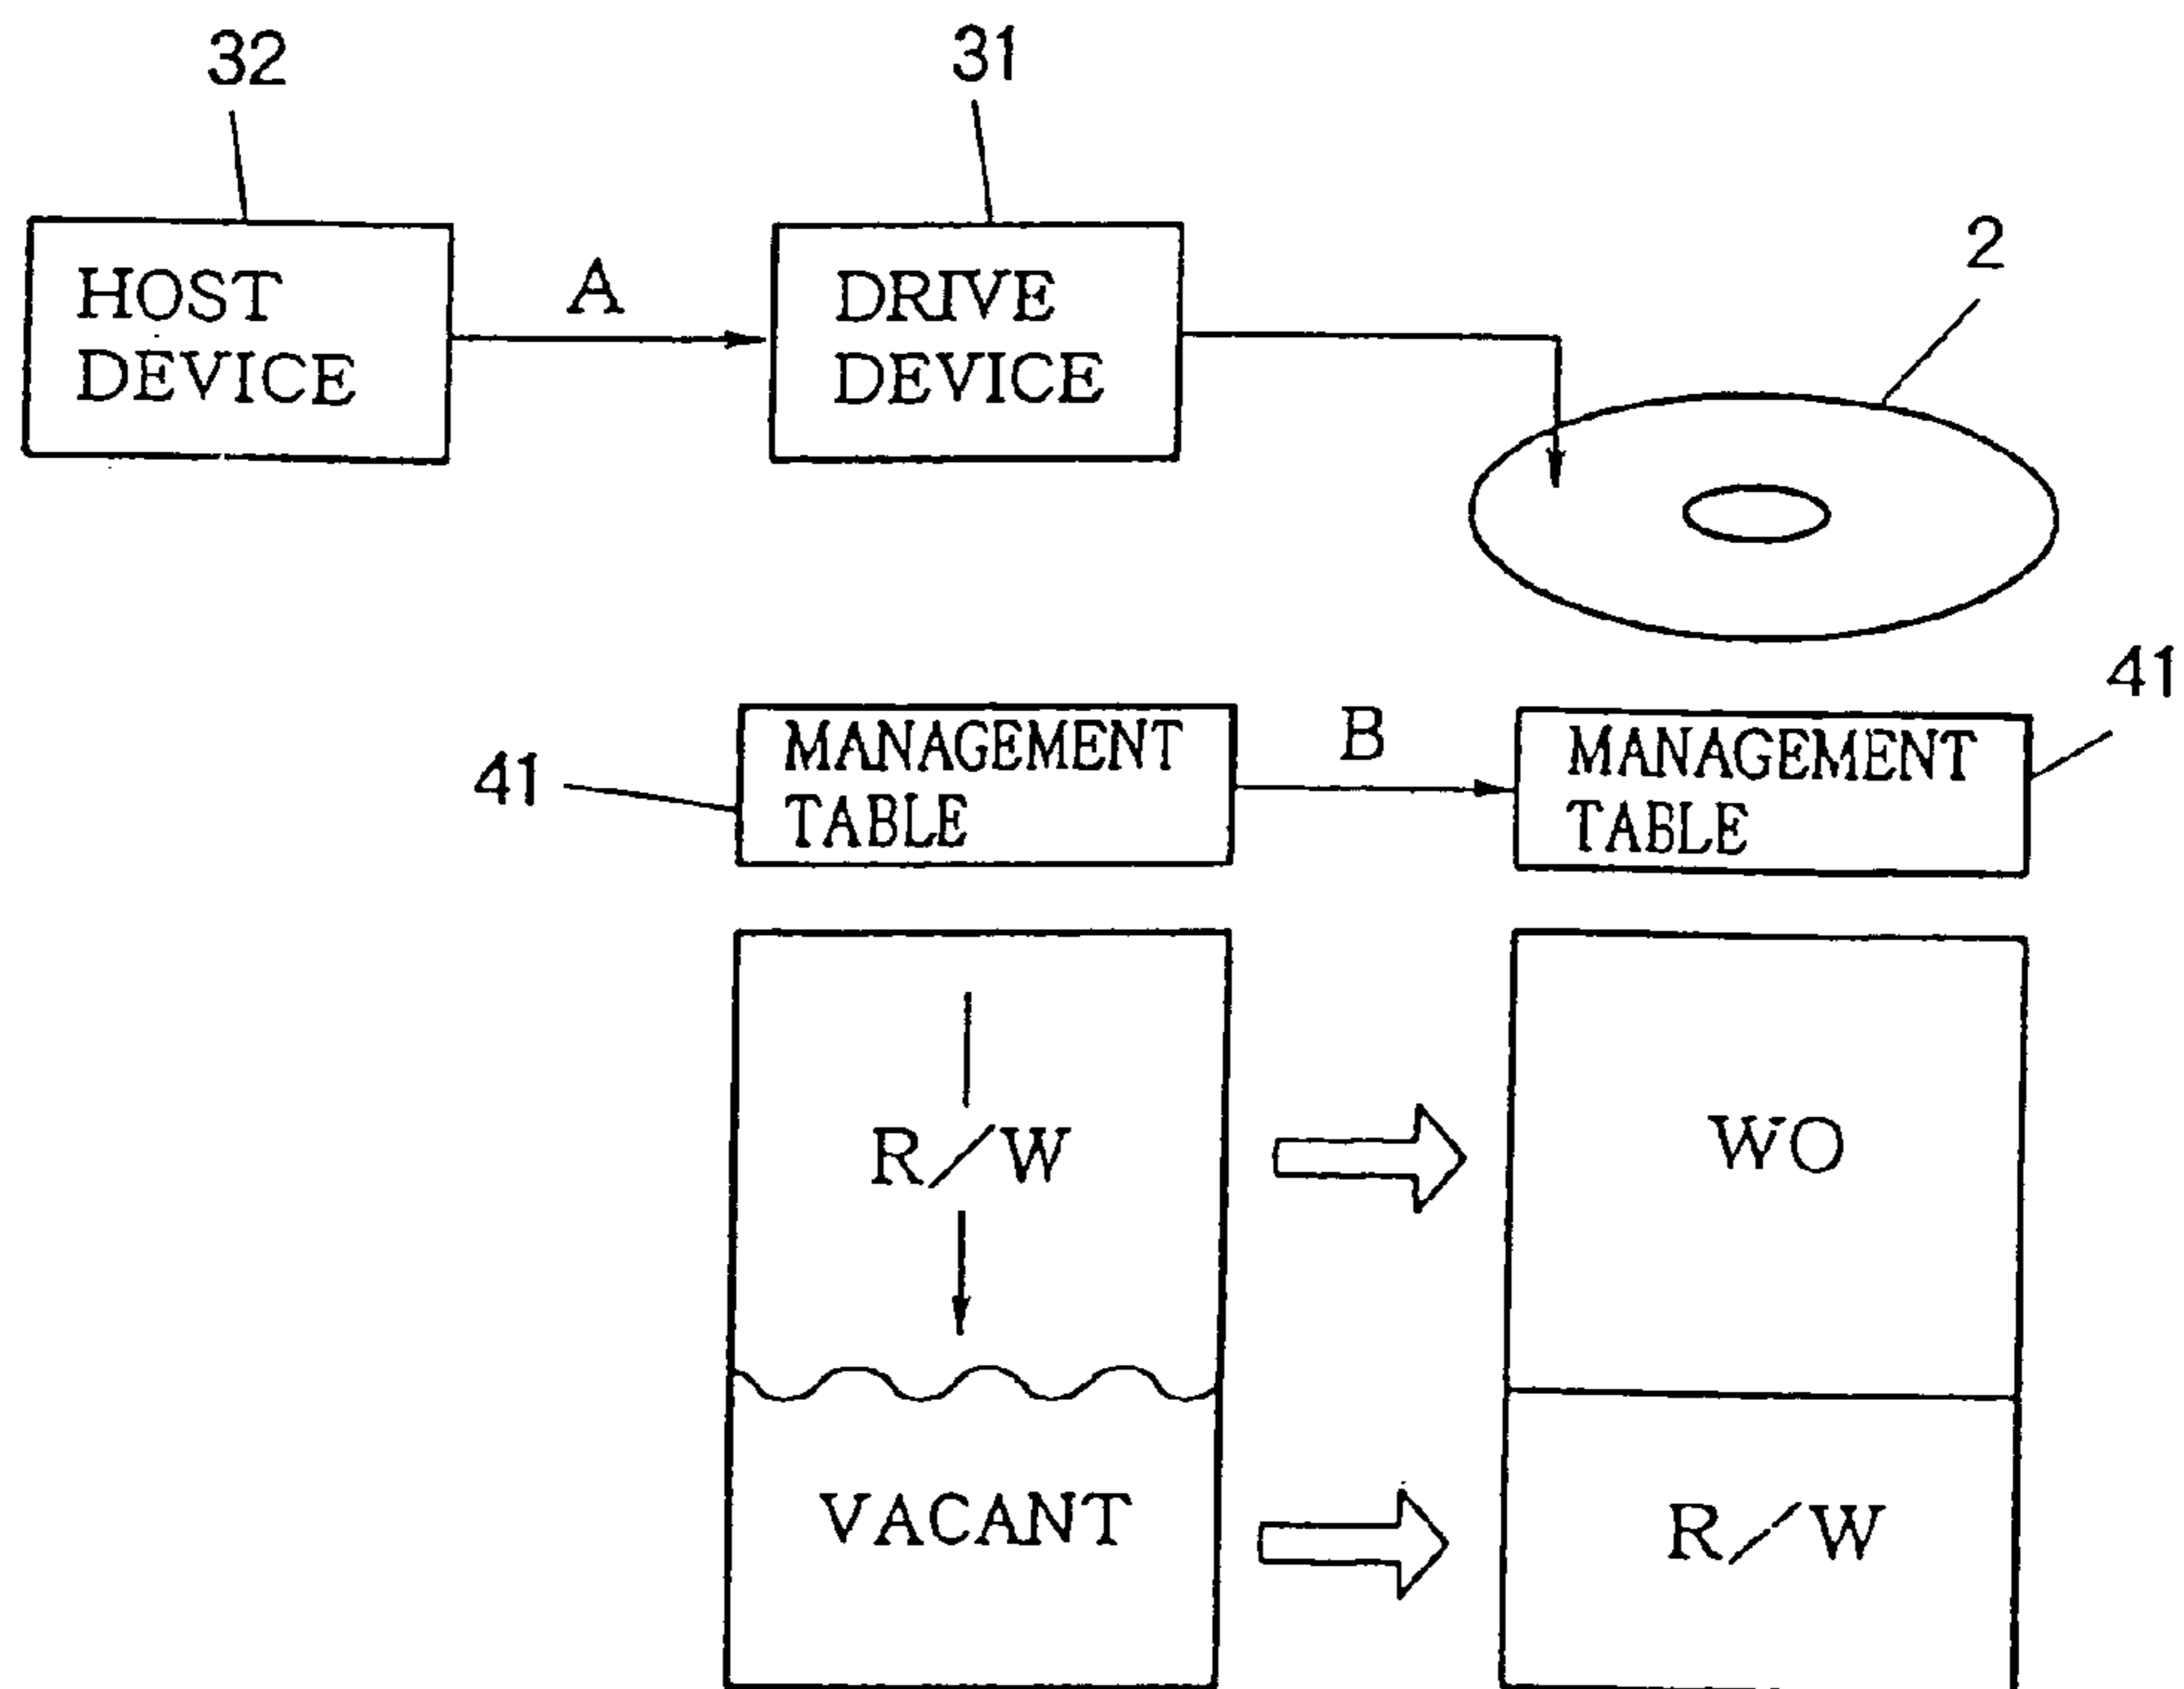 32
31
2
HOST
DEVICE
A
DRIVE
DEVICE
41
MANAGEMENT
TABLE
B
MANAGEMENT
TABLE
41
R/W
WO
VACANT
R/W